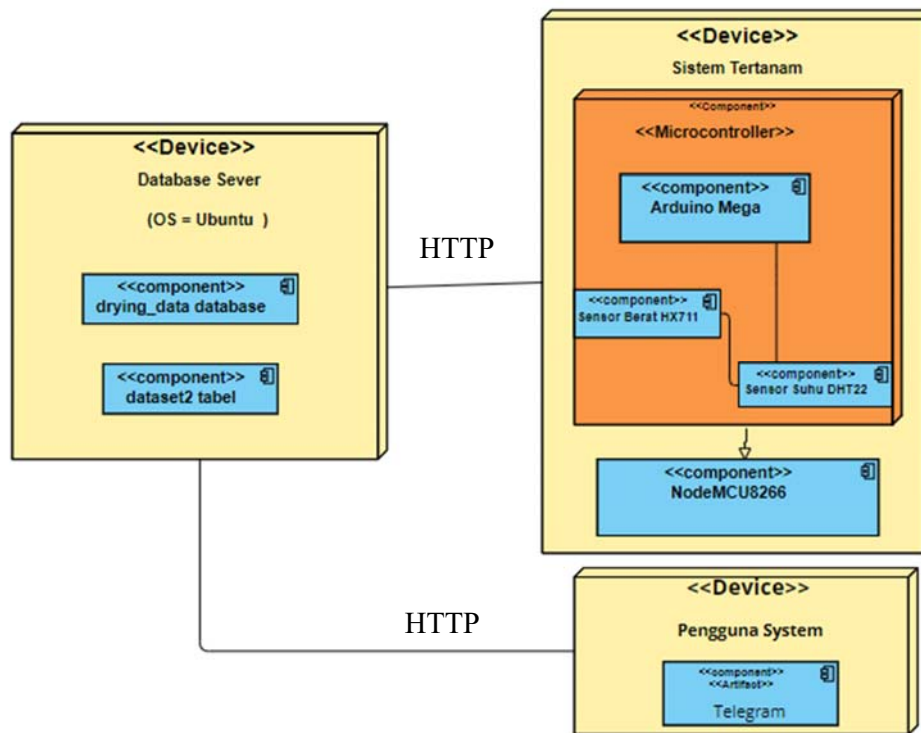 <<Device>>
Database Sever
(OS = Ubuntu )
<<component>>
drying_data database
<<component>>
dataset2 tabel
HTTP
<<Device>>
Sistem Tertanam
<<Component>>
<<Microcontroller>>
<<component>>
Arduino Mega
<<component>>
Sensor Berat HX711
<<component>>
Sensor Suhu DHT22
<<component>>
NodeMCU8266
HTTP
<<Device>>
Pengguna System
<<component>>
<<Artifact>>
Telegram